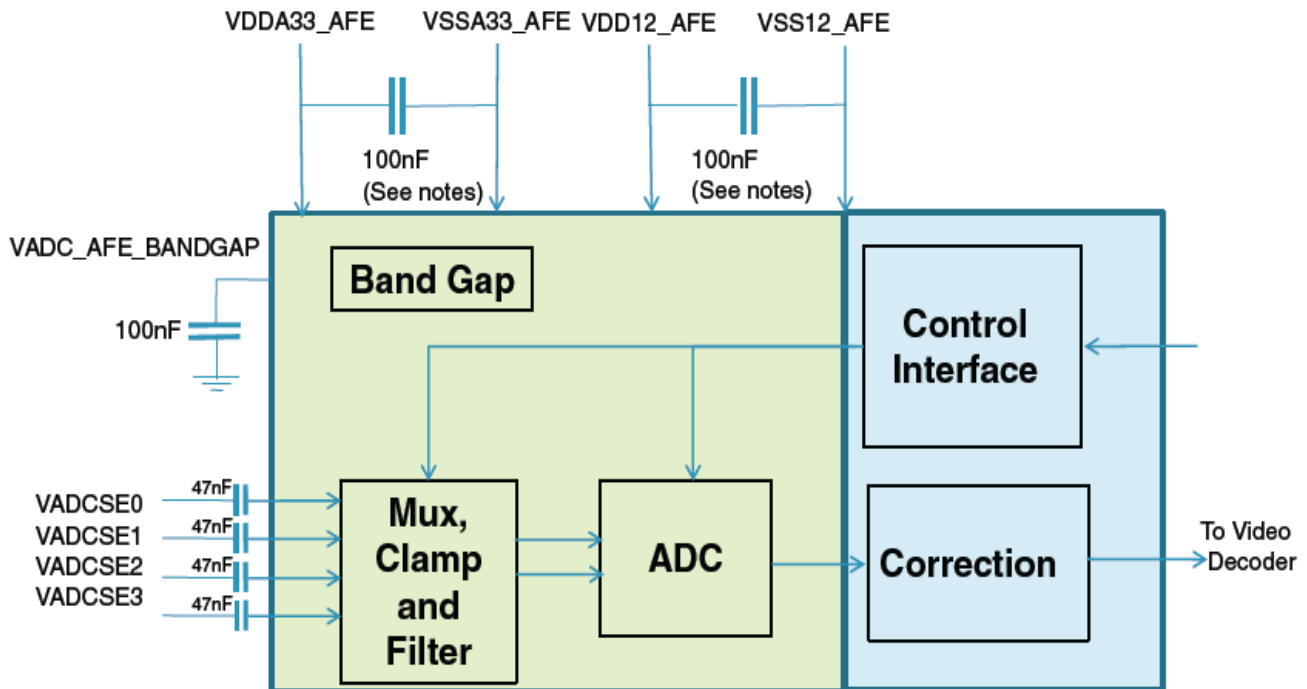 VDDA33_AFE
VSSA33_AFE
VDD12_AFE
VSS12_AFE
100nF
(See notes)
100nF
(See notes)
VADC_AFE_BANDGAP
100nF
Band Gap
Control
Interface
VADCSE0
VADCSE1
VADCSE2
VADCSE3
47nF
47nF
47nF
47nF
Mux,
Clamp
and
Filter
ADC
Correction
To Video
Decoder